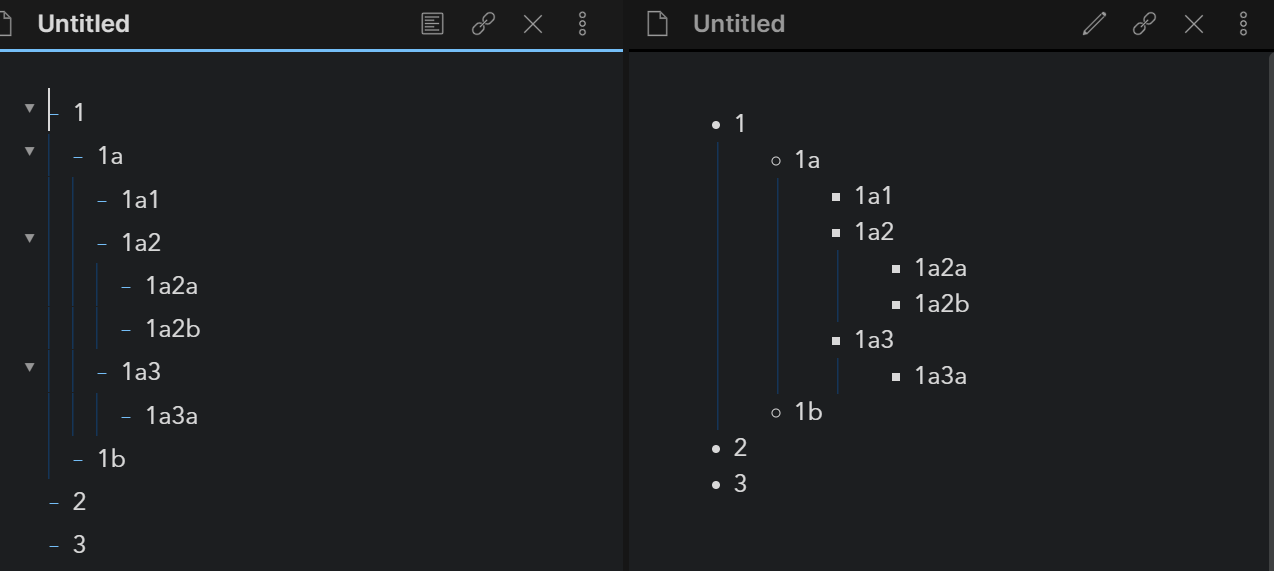 Untitled
- 1
- 1a
- 1a1
- 1a2
- 1a2a
- 1a2b
- 1a3
- 1a3a
- 1b
- 2
- 3
Untitled
• 1
○ 1a
▪ 1a1
▪ 1a2
▪ 1a2a
▪ 1a2b
▪ 1a3
▪ 1a3a
○ 1b
• 2
• 3